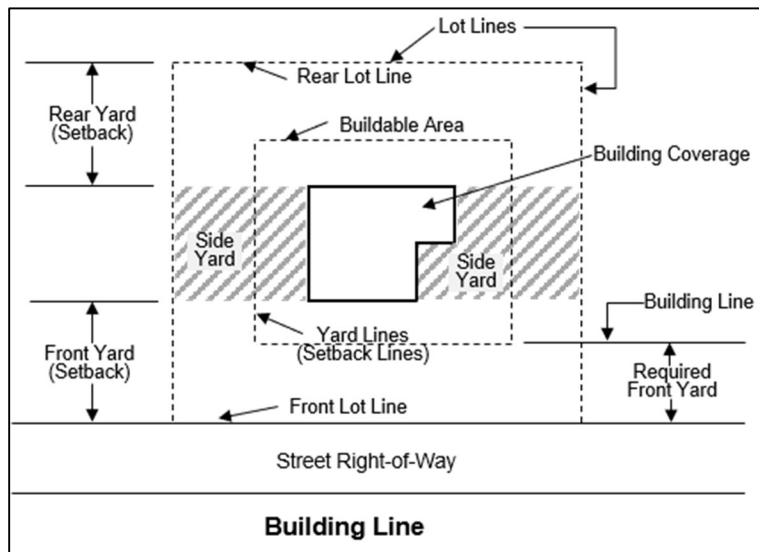 Lot Lines
Rear Lot Line
Rear Yard
(Setback)
Buildable Area
Building Coverage
Side
Yard
Side
Yard
Building Line
Front Yard
(Setback)
Yard Lines
(Setback Lines)
Required
Front Yard
Front Lot Line
Street Right-of-Way
Building Line